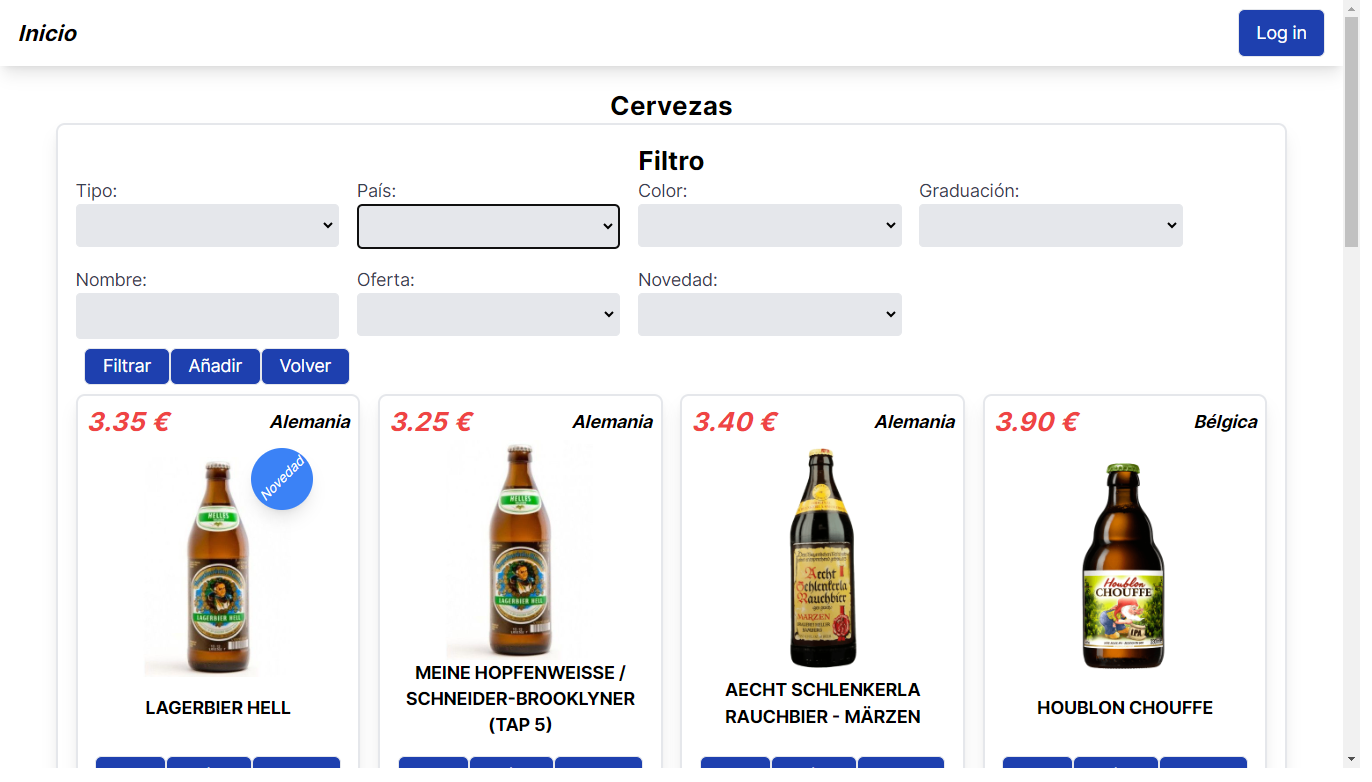 Inicio
Log in
Cervezas
Filtro
Tipo:
País:
Color:
Graduación:
Nombre:
Oferta:
Novedad:
Filtrar
Añadir
Volver
3.35 €
Alemania
Novedad
HELLES
LAGERBIER HELL
LAGERBIER HELL
3.25 €
Alemania
HELLES
LAGERBIER HELL
MEINE HOPFENWEISSE /
SCHNEIDER-BROOKLYNER
(TAP 5)
3.40 €
Alemania
Aecht
Schlenkerla
Rauchbier
MÄRZEN
AECHT SCHLENKERLA
RAUCHBIER - MÄRZEN
3.90 €
Bélgica
Houblon
CHOUFFE
IPA
HOUBLON CHOUFFE